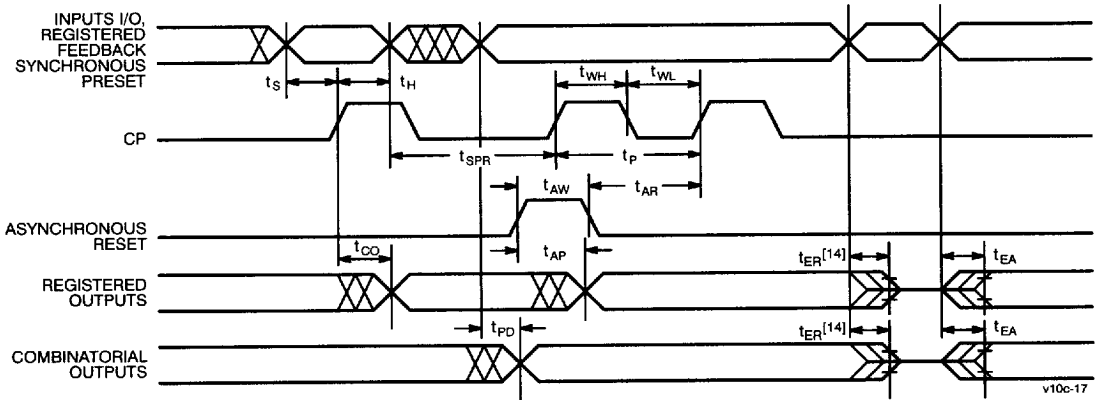 INPUTS I/O,
REGISTERED
FEEDBACK
SYNCHRONOUS
PRESET
tS
tH
tWH
tWL
CP
tSPR
tP
tAW
tAR
ASYNCHRONOUS
RESET
tCO
tAP
tER[14]
tEA
REGISTERED
OUTPUTS
tPD
tER[14]
tEA
COMBINATORIAL
OUTPUTS
v10c-17